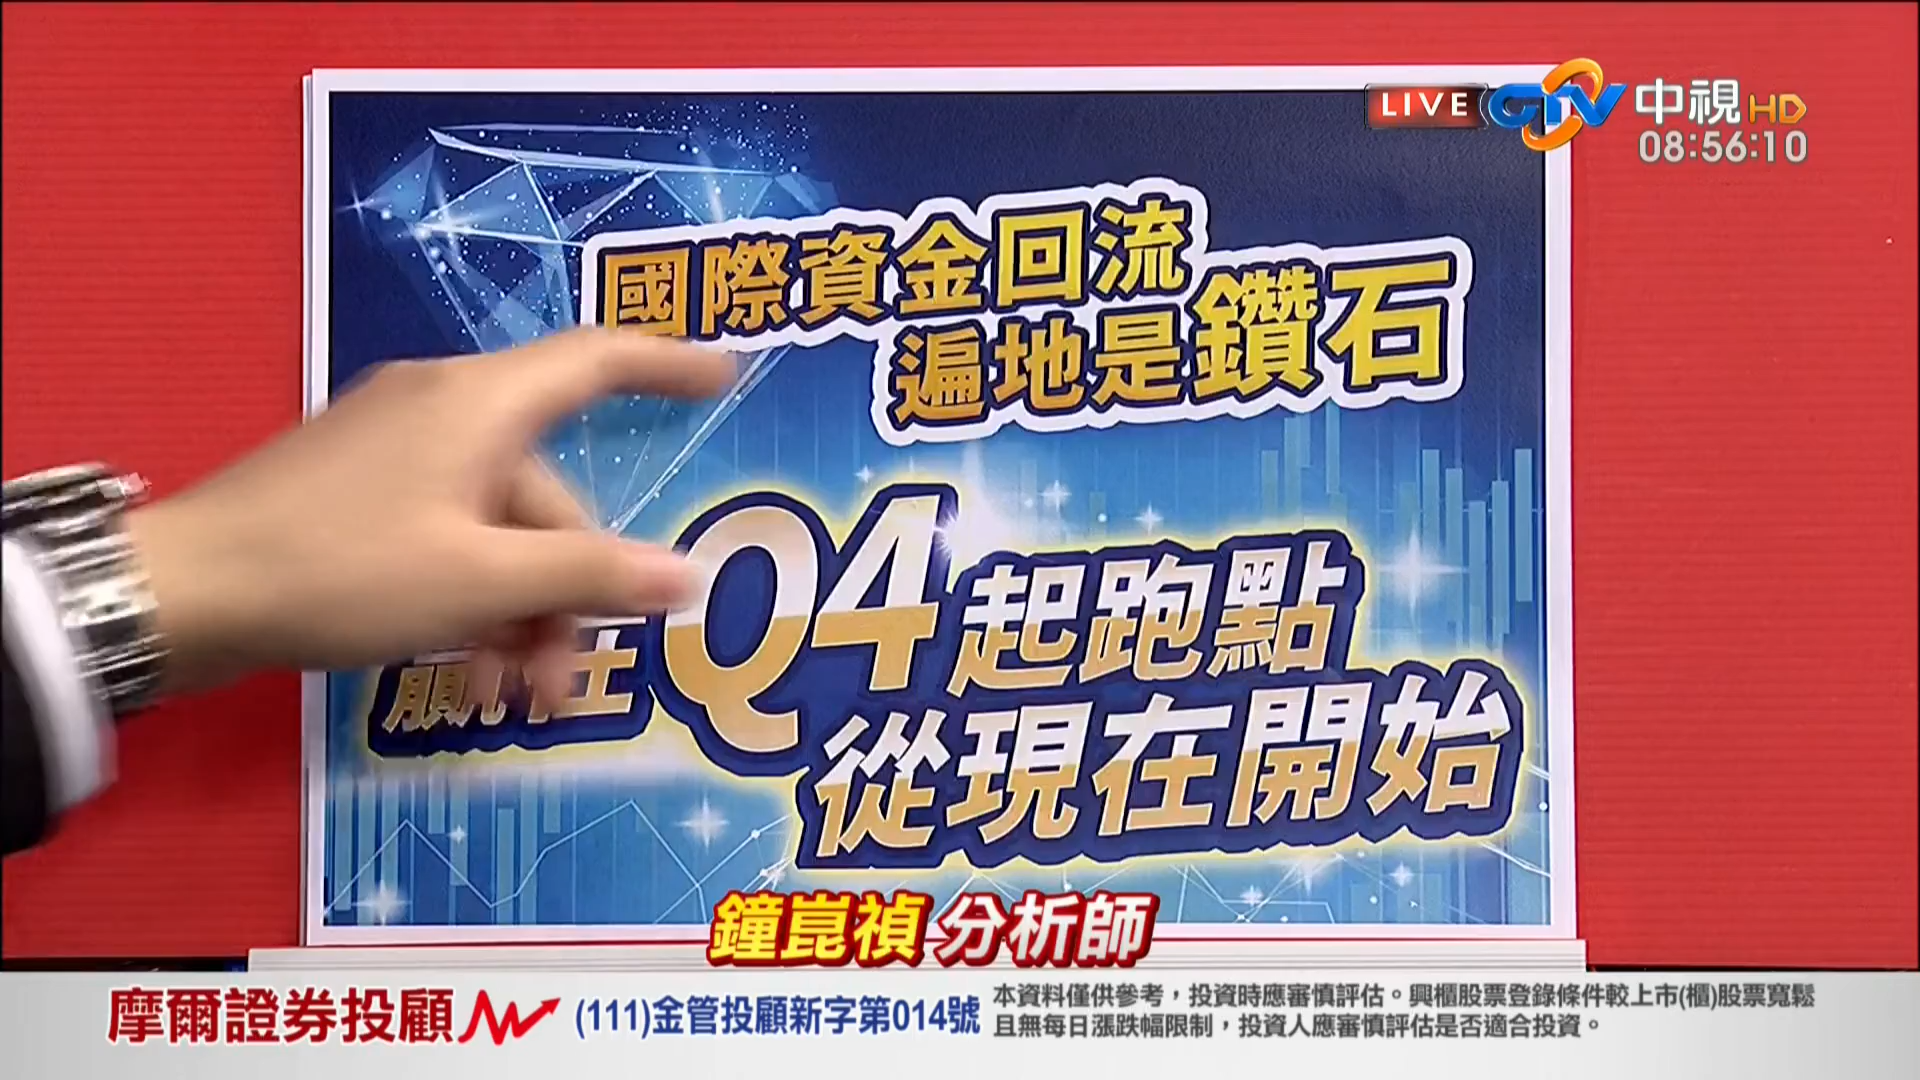 LIVE CTV 中視HD
08:56:10
國際資金回流
遍地是鑽石
贏在Q4起跑點
從現在開始
鐘崑禎 分析師
摩爾證券投顧
(111)金管投顧新字第014號
本資料僅供參考，投資時應審慎評估。興櫃股票登錄條件較上市(櫃)股票寬鬆
且無每日漲跌幅限制，投資人應審慎評估是否適合投資。